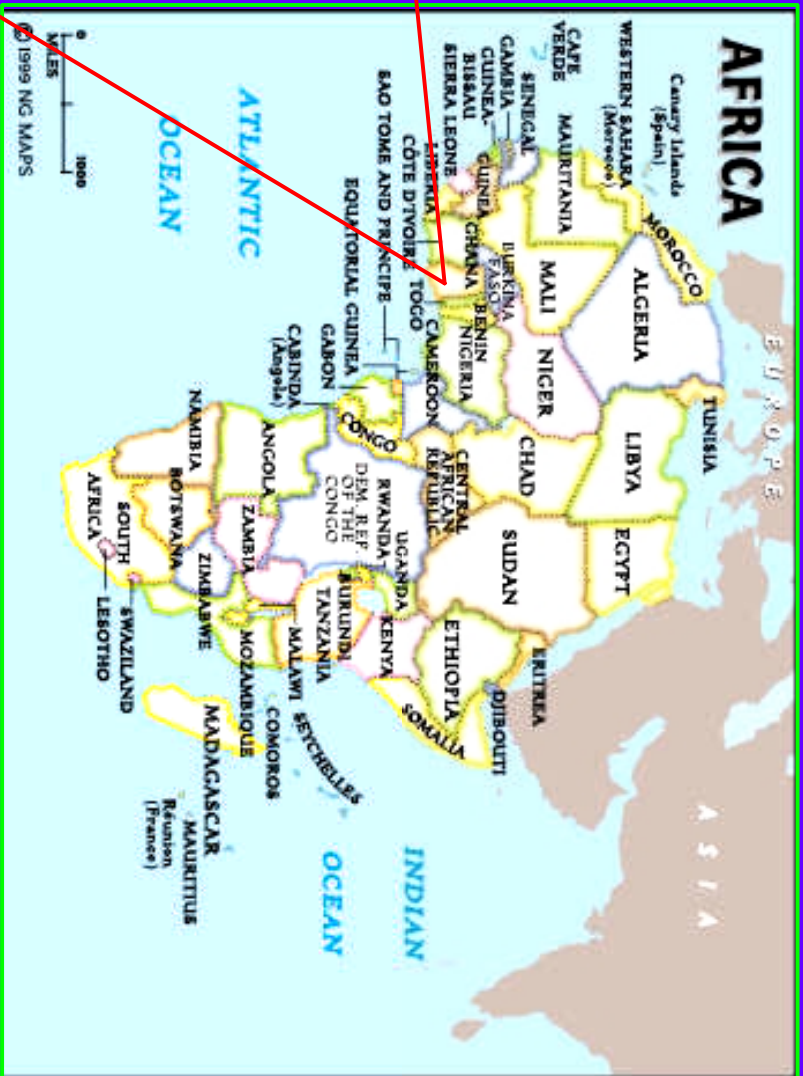 AFRICA
EUROPE
ASIA
Canary Islands
(Spain)
MOROCCO
TUNISIA
WESTERN SAHARA
(Morocco)
ALGERIA
LIBYA
EGYPT
CAPE
VERDE
MAURITANIA
MALI
NIGER
CHAD
SUDAN
ERITREA
SENEGAL
GAMBIA
GUINEA-
BISSAU
GUINEA
SIERRA LEONE
BURKINA
FASO
BENIN
NIGERIA
DJIBOUTI
GHANA
LIBERIA
CÔTE D'IVOIRE
TOGO
CAMEROON
CENTRAL
AFRICAN
REPUBLIC
ETHIOPIA
SOMALIA
SAO TOME AND PRINCIPE
EQUATORIAL GUINEA
GABON
CONGO
UGANDA
KENYA
RWANDA
DEM. REP.
OF THE
CONGO
BURUNDI
TANZANIA
CABINDA
(Angola)
SEYCHELLES
INDIAN
OCEAN
ATLANTIC
OCEAN
ANGOLA
ZAMBIA
MALAWI
COMOROS
MOZAMBIQUE
NAMIBIA
BOTSWANA
ZIMBABWE
MADAGASCAR
MAURITIUS
Réunion
(France)
SOUTH
AFRICA
SWAZILAND
LESOTHO
0
1000
MILES
(C) 1999 NG MAPS